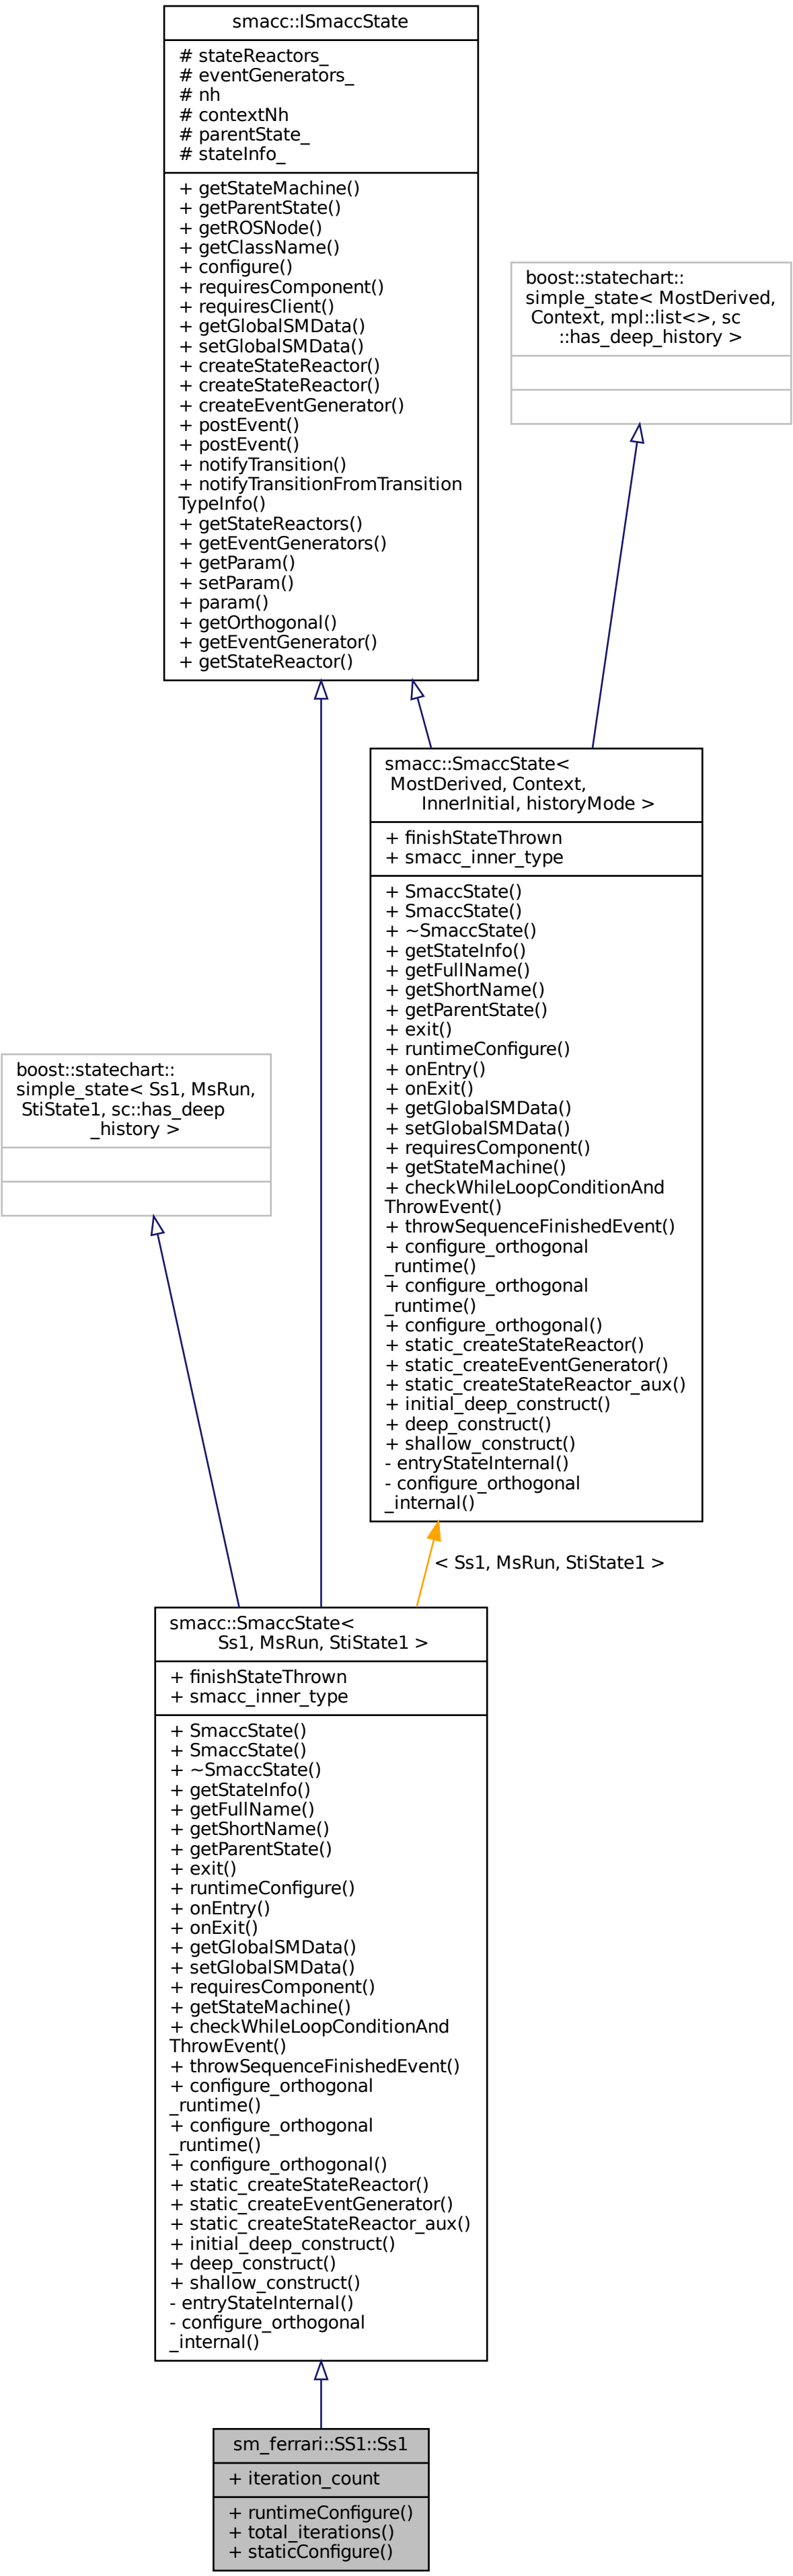 smacc::ISmaccState
# stateReactors_
# eventGenerators_
# nh
# contextNh
# parentState_
# stateInfo_
+ getStateMachine()
+ getParentState()
+ getROSNode()
+ getClassName()
+ configure()
+ requiresComponent()
+ requiresClient()
+ getGlobalSMData()
+ setGlobalSMData()
+ createStateReactor()
+ createStateReactor()
+ createEventGenerator()
+ postEvent()
+ postEvent()
+ notifyTransition()
+ notifyTransitionFromTransition
TypeInfo()
+ getStateReactors()
+ getEventGenerators()
+ getParam()
+ setParam()
+ param()
+ getOrthogonal()
+ getEventGenerator()
+ getStateReactor()
boost::statechart::
simple_state< MostDerived,
Context, mpl::list<>, sc
::has_deep_history >
smacc::SmaccState<
MostDerived, Context,
InnerInitial, historyMode >
+ finishStateThrown
+ smacc_inner_type
+ SmaccState()
+ SmaccState()
+ ~SmaccState()
+ getStateInfo()
+ getFullName()
+ getShortName()
+ getParentState()
+ exit()
+ runtimeConfigure()
+ onEntry()
+ onExit()
+ getGlobalSMData()
+ setGlobalSMData()
+ requiresComponent()
+ getStateMachine()
+ checkWhileLoopConditionAnd
ThrowEvent()
+ throwSequenceFinishedEvent()
+ configure_orthogonal
_runtime()
+ configure_orthogonal
_runtime()
+ configure_orthogonal()
+ static_createStateReactor()
+ static_createEventGenerator()
+ static_createStateReactor_aux()
+ initial_deep_construct()
+ deep_construct()
+ shallow_construct()
- entryStateInternal()
- configure_orthogonal
_internal()
boost::statechart::
simple_state< Ss1, MsRun,
StiState1, sc::has_deep
_history >
< Ss1, MsRun, StiState1 >
smacc::SmaccState<
Ss1, MsRun, StiState1 >
+ finishStateThrown
+ smacc_inner_type
+ SmaccState()
+ SmaccState()
+ ~SmaccState()
+ getStateInfo()
+ getFullName()
+ getShortName()
+ getParentState()
+ exit()
+ runtimeConfigure()
+ onEntry()
+ onExit()
+ getGlobalSMData()
+ setGlobalSMData()
+ requiresComponent()
+ getStateMachine()
+ checkWhileLoopConditionAnd
ThrowEvent()
+ throwSequenceFinishedEvent()
+ configure_orthogonal
_runtime()
+ configure_orthogonal
_runtime()
+ configure_orthogonal()
+ static_createStateReactor()
+ static_createEventGenerator()
+ static_createStateReactor_aux()
+ initial_deep_construct()
+ deep_construct()
+ shallow_construct()
- entryStateInternal()
- configure_orthogonal
_internal()
sm_ferrari::SS1::Ss1
+ iteration_count
+ runtimeConfigure()
+ total_iterations()
+ staticConfigure()